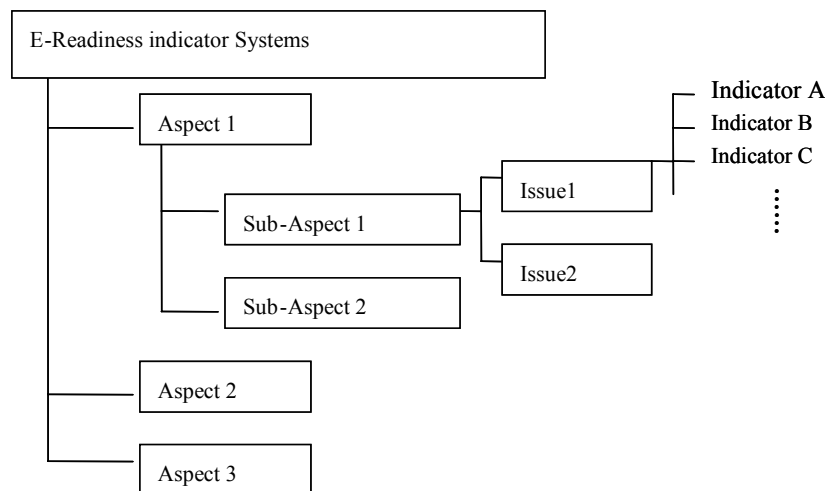 E-Readiness indicator Systems
Indicator A
Aspect 1
Indicator B
Indicator C
Issue1
Sub-Aspect 1
Issue2
Sub-Aspect 2
Aspect 2
Aspect 3